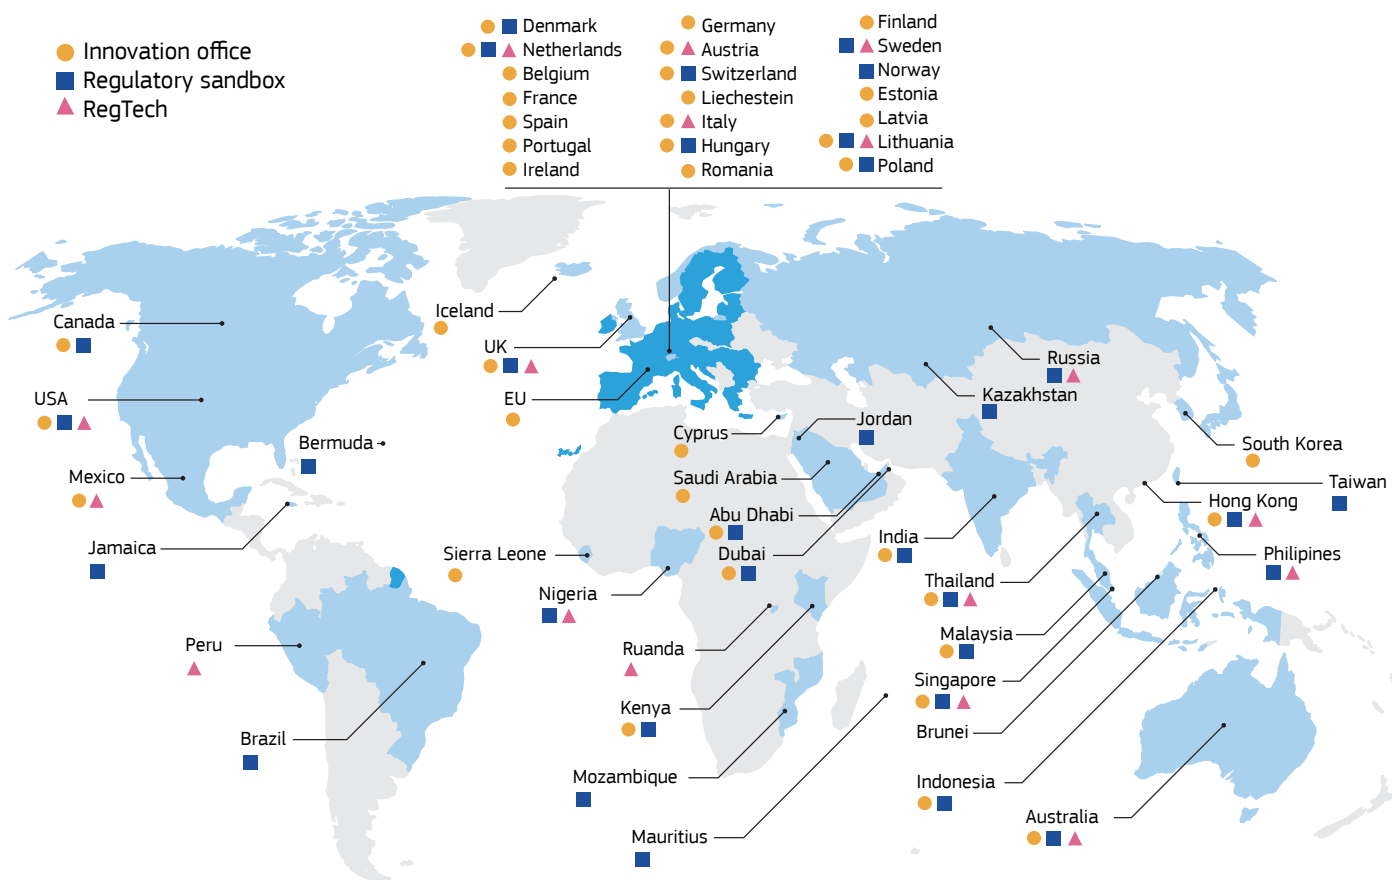 Innovation office
Regulatory sandbox
RegTech
Denmark
Netherlands
Belgium
France
Spain
Portugal
Ireland
Germany
Austria
Switzerland
Liechestein
Italy
Hungary
Romania
Finland
Sweden
Norway
Estonia
Latvia
Lithuania
Poland
Canada
USA
Bermuda
Mexico
Jamaica
Peru
Brazil
Iceland
UK
EU
Cyprus
Saudi Arabia
Abu Dhabi
Dubai
Sierra Leone
Nigeria
Ruanda
Kenya
Mozambique
Mauritius
Jordan
Russia
Kazakhstan
South Korea
Taiwan
Hong Kong
Philipines
India
Thailand
Malaysia
Singapore
Brunei
Indonesia
Australia